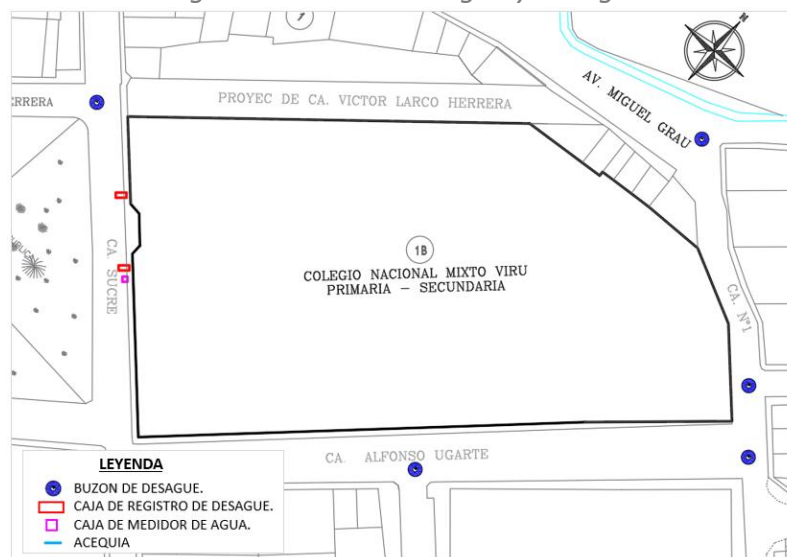 N
1
ERRERA
PROYEC DE CA. VICTOR LARCO HERRERA
AV. MIGUEL GRAU
CA. SUCRE
1B
COLEGIO NACIONAL MIXTO VIRU
PRIMARIA - SECUNDARIA
CA. Nº1
CA. ALFONSO UGARTE
LEYENDA
BUZON DE DESAGUE.
CAJA DE REGISTRO DE DESAGUE.
CAJA DE MEDIDOR DE AGUA.
ACEQUIA